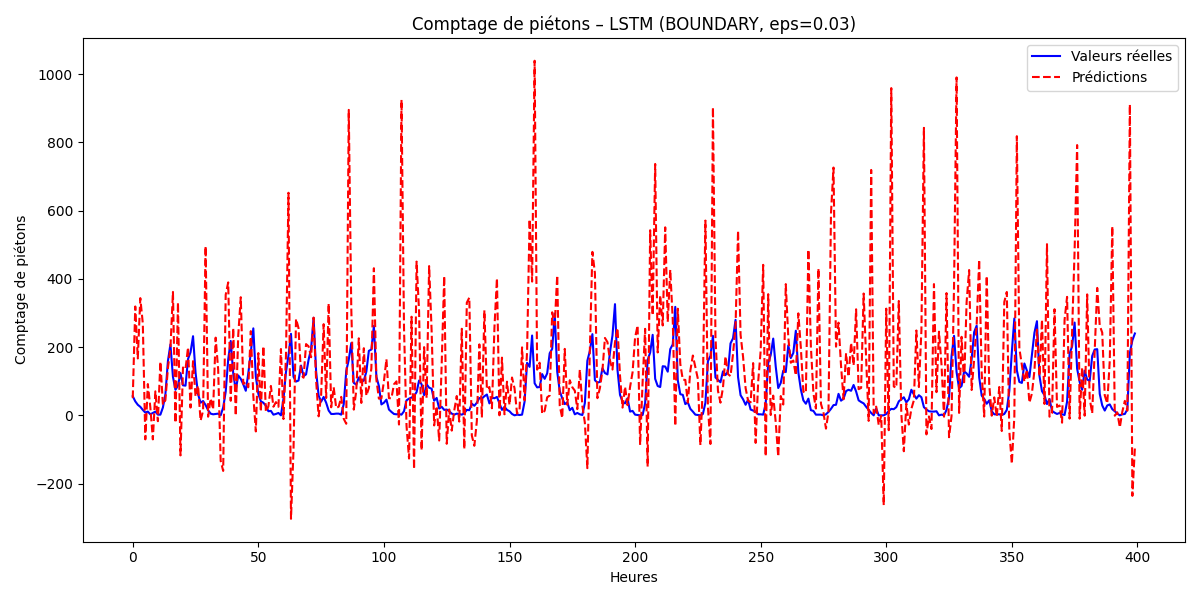 Comptage de piétons – LSTM (BOUNDARY, eps=0.03)
Valeurs réelles
Prédictions
Comptage de piétons
1000
800
600
400
200
0
−200
0 50 100 150 200 250 300 350 400
Heures